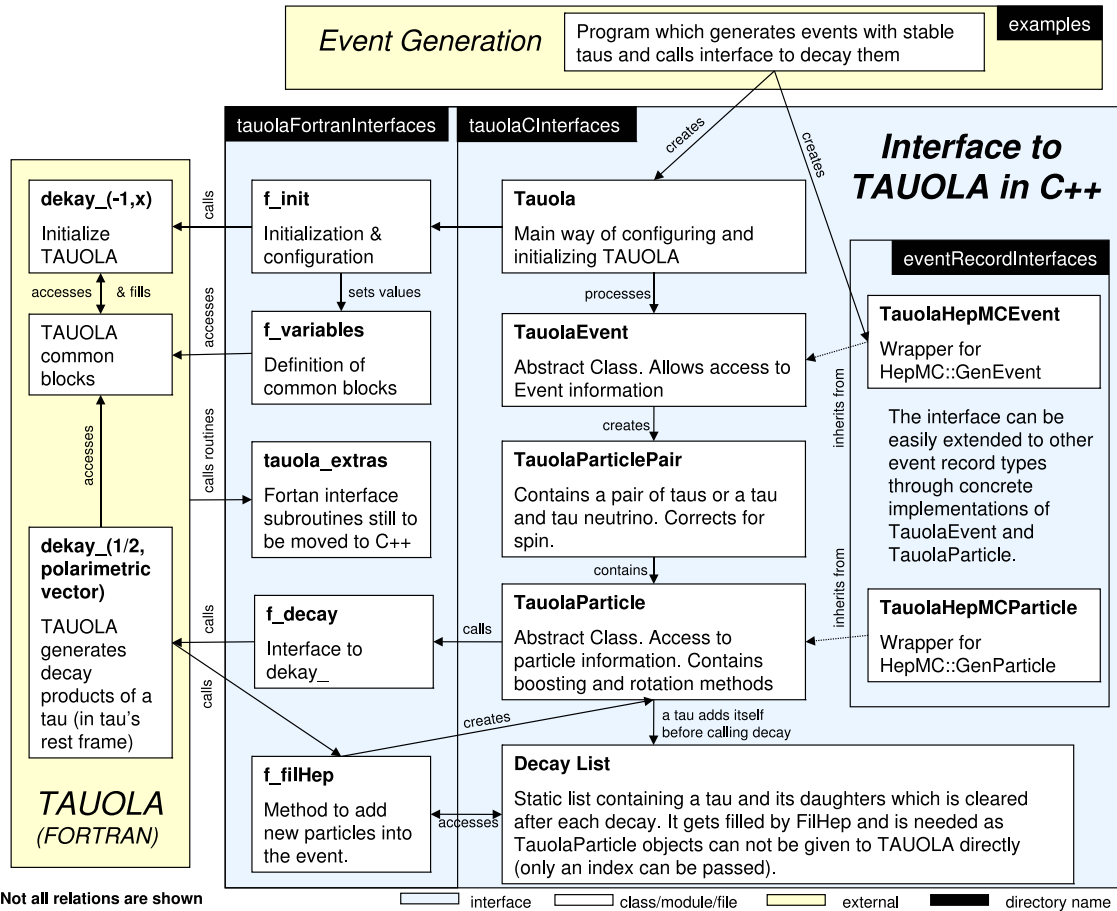 Event Generation
Program which generates events with stable
taus and calls interface to decay them
examples
tauolaFortranInterfaces
tauolaCInterfaces
creates
creates
Interface to
TAUOLA in C++
dekay_(-1,x)
Initialize
TAUOLA
calls
f_init
Initialization &
configuration
Tauola
Main way of configuring and
initializing TAUOLA
eventRecordInterfaces
accesses & fills
sets values
processes
TAUOLA
common
blocks
accesses
f_variables
Definition of
common blocks
TauolaEvent
Abstract Class. Allows access to
Event information
TauolaHepMCEvent
Wrapper for
HepMC::GenEvent
inherits from
creates
accesses
calls routines
tauola_extras
Fortan interface
subroutines still to
be moved to C++
TauolaParticlePair
Contains a pair of taus or a tau
and tau neutrino. Corrects for
spin.
The interface can be
easily extended to other
event record types
through concrete
implementations of
TauolaEvent and
TauolaParticle.
contains
dekay_(1/2,
polarimetric
vector)
TAUOLA
generates
decay
products of a
tau (in tau's
rest frame)
calls
f_decay
Interface to
dekay_
calls
TauolaParticle
Abstract Class. Access to
particle information. Contains
boosting and rotation methods
inherits from
TauolaHepMCParticle
Wrapper for
HepMC::GenParticle
calls
creates
a tau adds itself
before calling decay
TAUOLA
(FORTRAN)
f_filHep
Method to add
new particles into
the event.
accesses
Decay List
Static list containing a tau and its daughters which is cleared
after each decay. It gets filled by FilHep and is needed as
TauolaParticle objects can not be given to TAUOLA directly
(only an index can be passed).
Not all relations are shown
interface
class/module/file
external
directory name